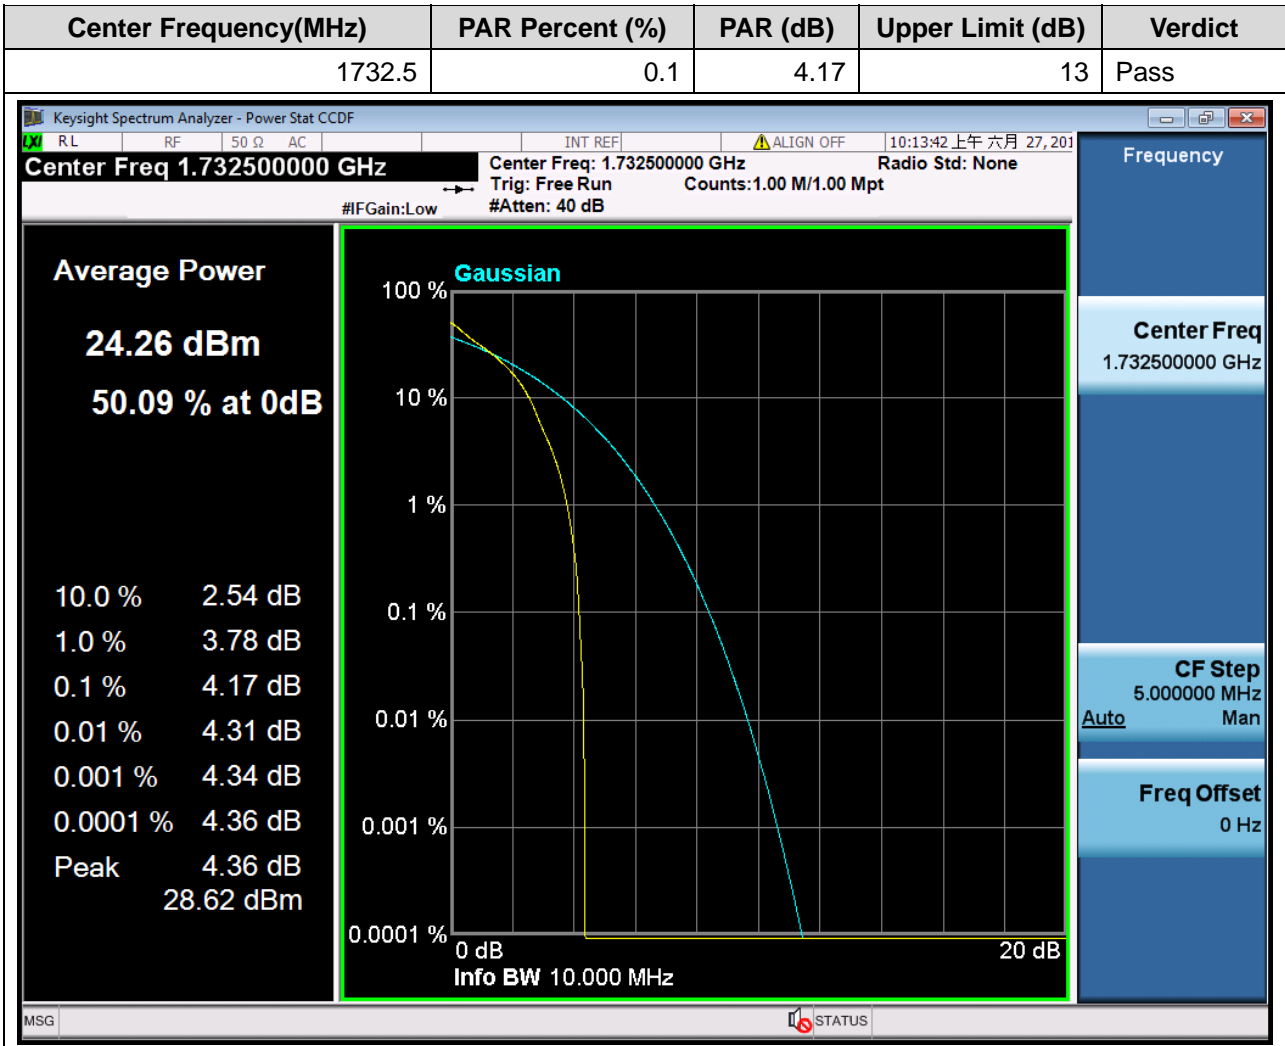 Center Frequency(MHz) PAR Percent (%) PAR (dB) Upper Limit (dB) Verdict
1732.5 0.1 4.17 13 Pass
Keysight Spectrum Analyzer - Power Stat CCDF
LXI RL RF 50 Ω AC INT REF ALIGN OFF 10:13:42 上午 六月 27, 201
Center Freq 1.732500000 GHz
Center Freq: 1.732500000 GHz Radio Std: None
Trig: Free Run Counts:1.00 M/1.00 Mpt
#IFGain:Low #Atten: 40 dB
Average Power
24.26 dBm
50.09 % at 0dB
10.0 % 2.54 dB
1.0 % 3.78 dB
0.1 % 4.17 dB
0.01 % 4.31 dB
0.001 % 4.34 dB
0.0001 % 4.36 dB
Peak 4.36 dB
28.62 dBm
Gaussian
100 %
10 %
1 %
0.1 %
0.01 %
0.001 %
0.0001 %
0 dB 20 dB
Info BW 10.000 MHz
Frequency
Center Freq
1.732500000 GHz
CF Step
5.000000 MHz
Auto Man
Freq Offset
0 Hz
MSG STATUS